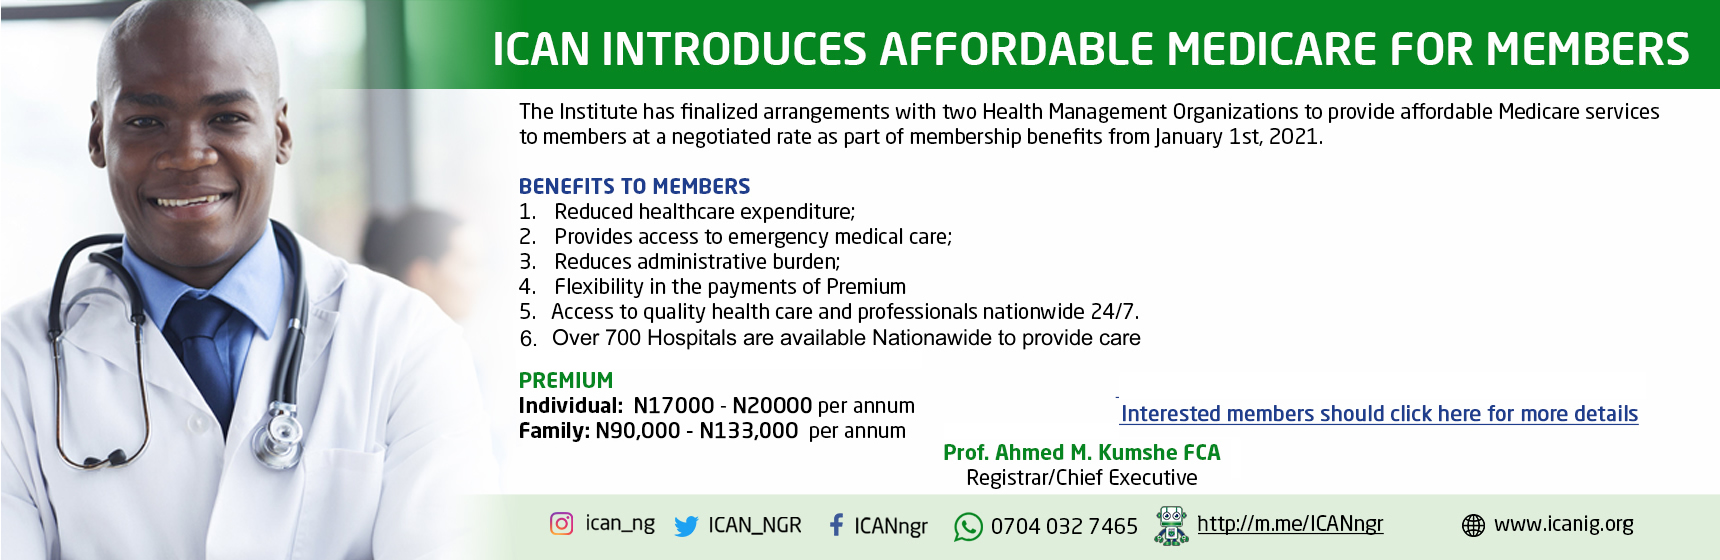 ICAN INTRODUCES AFFORDABLE MEDICARE FOR MEMBERS
The Institute has finalized arrangements with two Health Management Organizations to provide affordable Medicare services
to members at a negotiated rate as part of membership benefits from January 1st, 2021.
BENEFITS TO MEMBERS
1. Reduced healthcare expenditure;
2. Provides access to emergency medical care;
3. Reduces administrative burden;
4. Flexibility in the payments of Premium
5. Access to quality health care and professionals nationwide 24/7.
6. Over 700 Hospitals are available Nationawide to provide care
PREMIUM
Individual: N17000 - N20000 per annum
Family: N90,000 - N133,000 per annum
Interested members should click here for more details
Prof. Ahmed M. Kumshe FCA
Registrar/Chief Executive
ican_ng ICAN_NGR ICANngr 0704 032 7465 http://m.me/ICANngr www.icanig.org